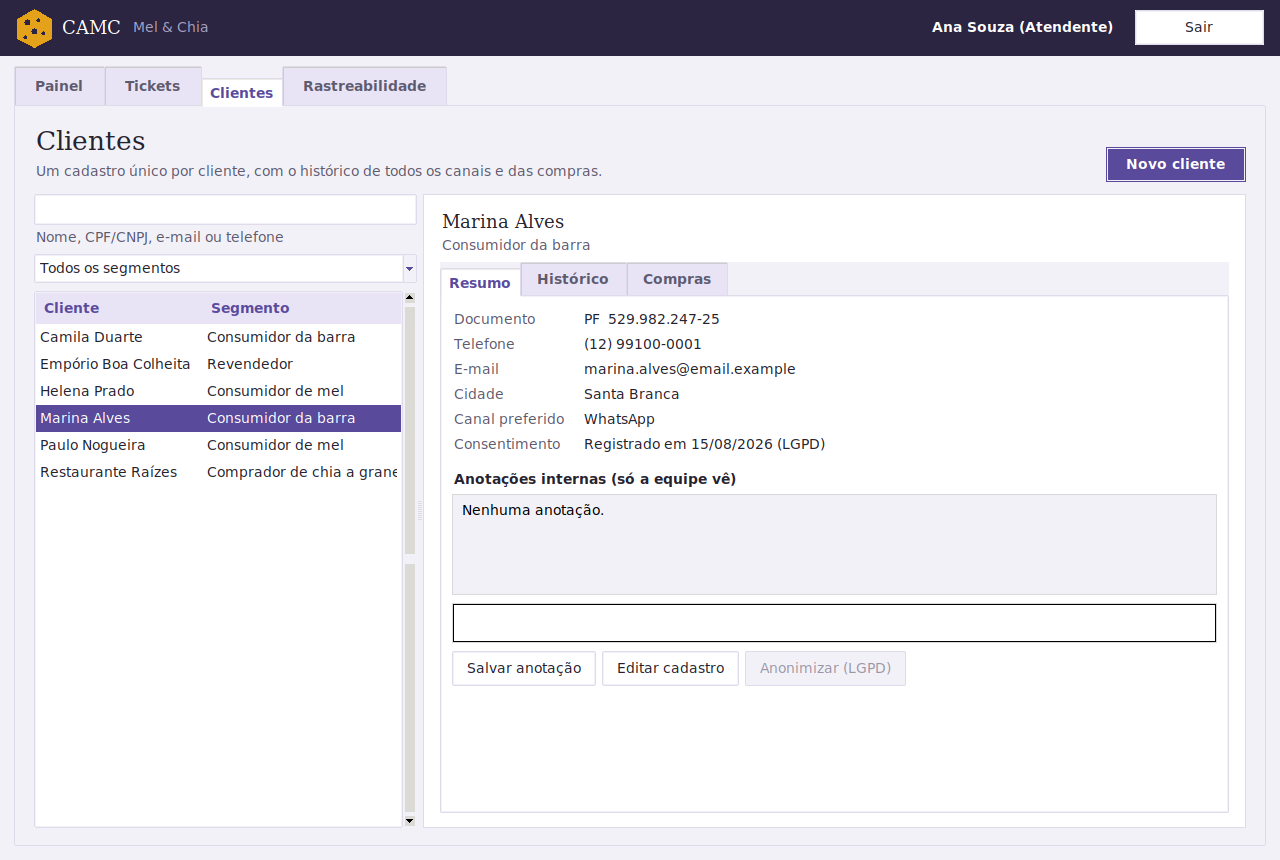 CAMC Mel & Chia Ana Souza (Atendente) Sair
Painel Tickets Clientes Rastreabilidade
Clientes
Um cadastro único por cliente, com o histórico de todos os canais e das compras.
Novo cliente
Nome, CPF/CNPJ, e-mail ou telefone
Todos os segmentos
Cliente Segmento
Camila Duarte Consumidor da barra
Empório Boa Colheita Revendedor
Helena Prado Consumidor de mel
Marina Alves Consumidor da barra
Paulo Nogueira Consumidor de mel
Restaurante Raízes Comprador de chia a grane
Marina Alves
Consumidor da barra
Resumo Histórico Compras
Documento PF 529.982.247-25
Telefone (12) 99100-0001
E-mail marina.alves@email.example
Cidade Santa Branca
Canal preferido WhatsApp
Consentimento Registrado em 15/08/2026 (LGPD)
Anotações internas (só a equipe vê)
Nenhuma anotação.
Salvar anotação Editar cadastro Anonimizar (LGPD)